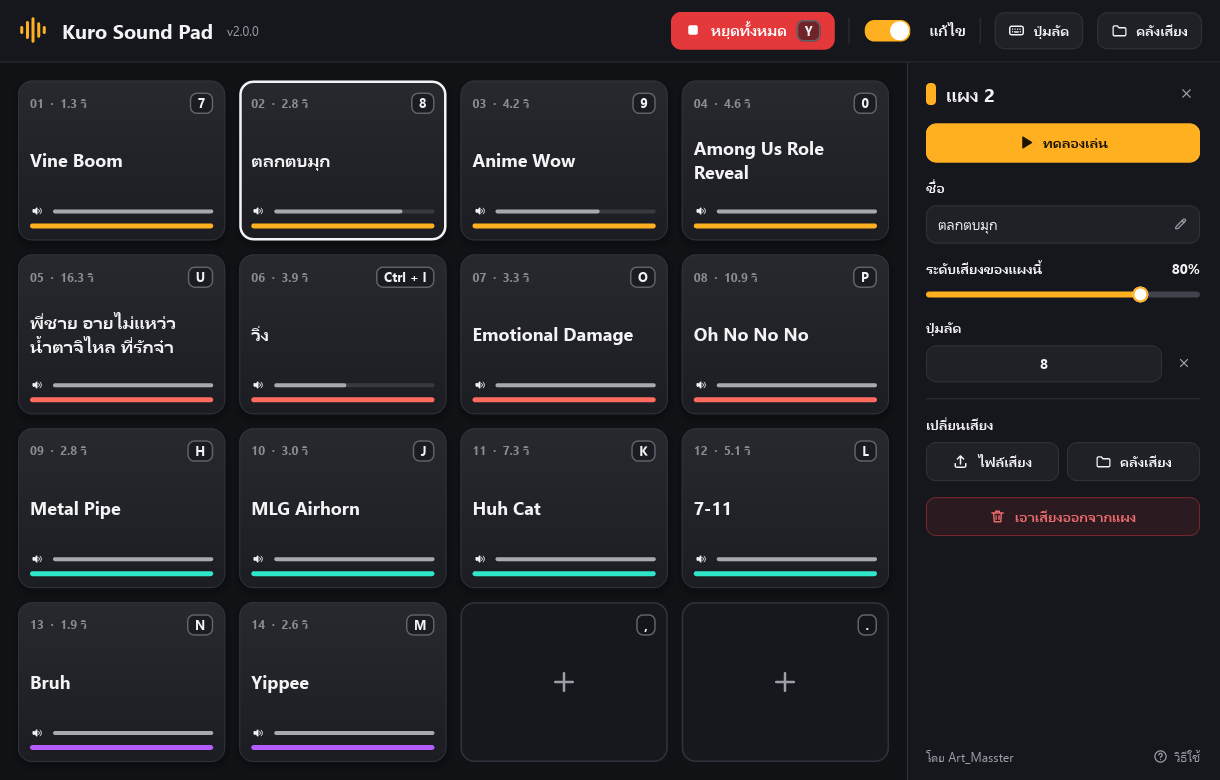 Kuro Sound Pad v2.0.0
หยุดทั้งหมด Y
แก้ไข
ปุ่มลัด
คลังเสียง
01 · 1.3 วิ 7
Vine Boom
02 · 2.8 วิ 8
ตลกตบมุก
03 · 4.2 วิ 9
Anime Wow
04 · 4.6 วิ 0
Among Us Role
Reveal
05 · 16.3 วิ U
พี่ชาย อายไม่แหว่ว
น้ำตาจิไหล ที่รักจ๋า
06 · 3.9 วิ Ctrl + I
วิ่ง
07 · 3.3 วิ O
Emotional Damage
08 · 10.9 วิ P
Oh No No No
09 · 2.8 วิ H
Metal Pipe
10 · 3.0 วิ J
MLG Airhorn
11 · 7.3 วิ K
Huh Cat
12 · 5.1 วิ L
7-11
13 · 1.9 วิ N
Bruh
14 · 2.6 วิ M
Yippee
,
.
แผง 2
ทดลองเล่น
ชื่อ
ตลกตบมุก
ระดับเสียงของแผงนี้ 80%
ปุ่มลัด
8
เปลี่ยนเสียง
ไฟล์เสียง
คลังเสียง
เอาเสียงออกจากแผง
โดย Art_Masster
วิธีใช้